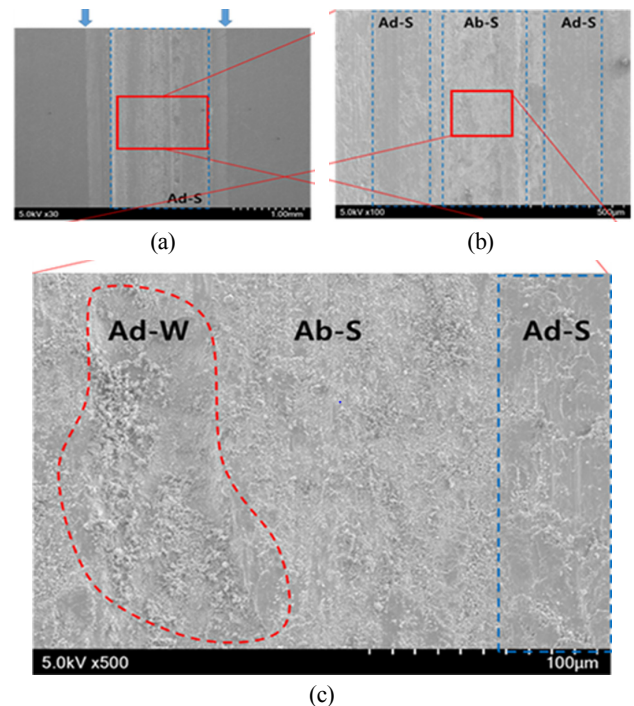 Ad-S
5.0kV x30 1.00mm
(a)
Ad-S Ab-S Ad-S
5.0kV x100 500µm
(b)
Ad-W Ab-S Ad-S
5.0kV x500 100µm
(c)